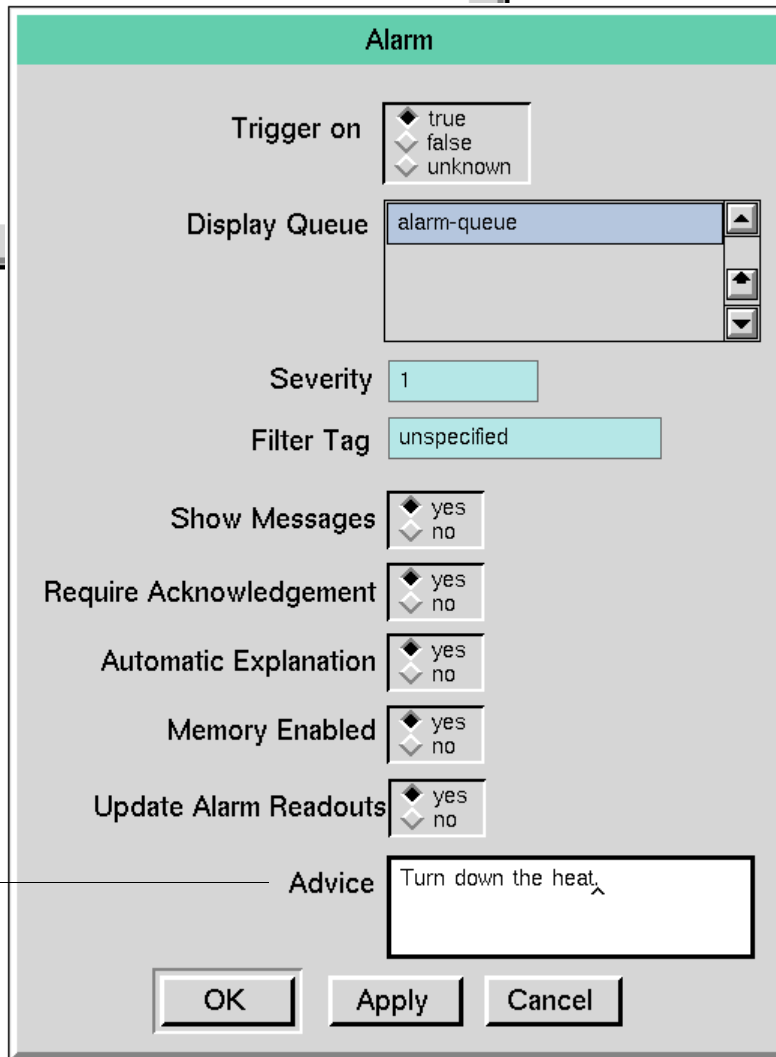 Alarm
Trigger on
true
false
unknown
Display Queue
alarm-queue
Severity
1
Filter Tag
unspecified
Show Messages
yes
no
Require Acknowledgement
yes
no
Automatic Explanation
yes
no
Memory Enabled
yes
no
Update Alarm Readouts
yes
no
Advice
Turn down the heat.
OK
Apply
Cancel